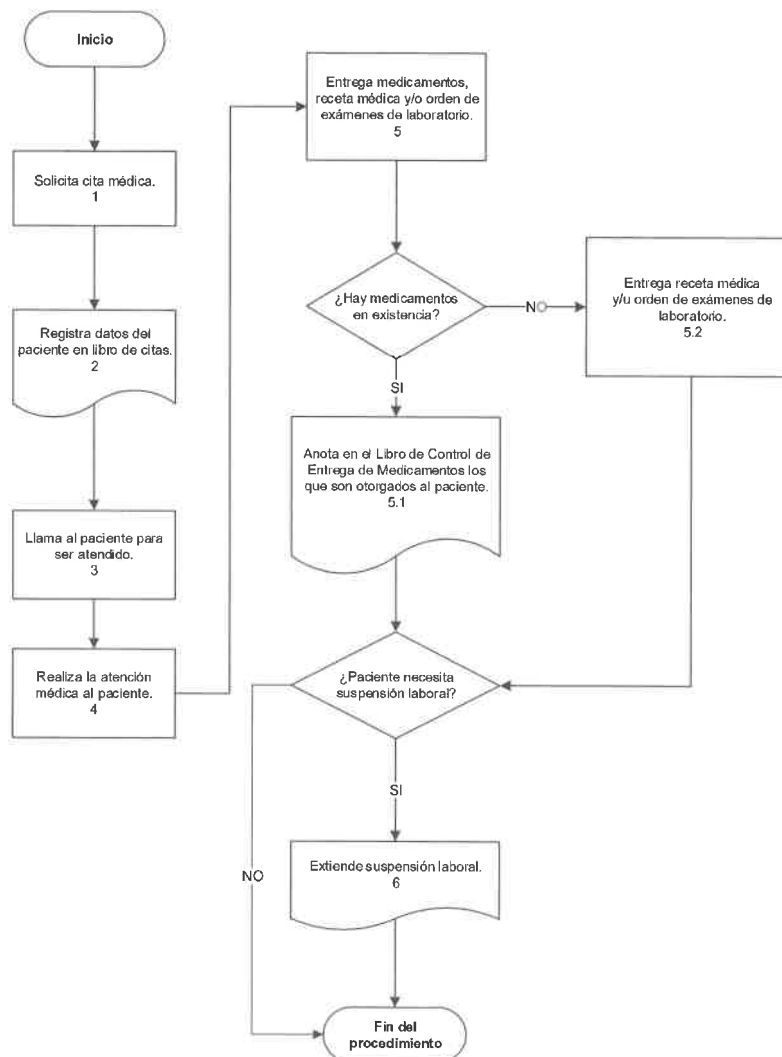 Inicio
Solicita cita médica.
1
Registra datos del
paciente en libro de citas.
2
Llama al paciente para
ser atendido.
3
Realiza la atención
médica al paciente.
4
Entrega medicamentos,
receta médica y/o orden de
exámenes de laboratorio.
5
¿Hay medicamentos
en existencia?
NO
Entrega receta médica
y/u orden de exámenes de
laboratorio.
5.2
SI
Anota en el Libro de Control de
Entrega de Medicamentos los
que son otorgados al paciente.
5.1
¿Paciente necesita
suspensión laboral?
SI
NO
Extiende suspensión laboral.
6
Fin del
procedimiento